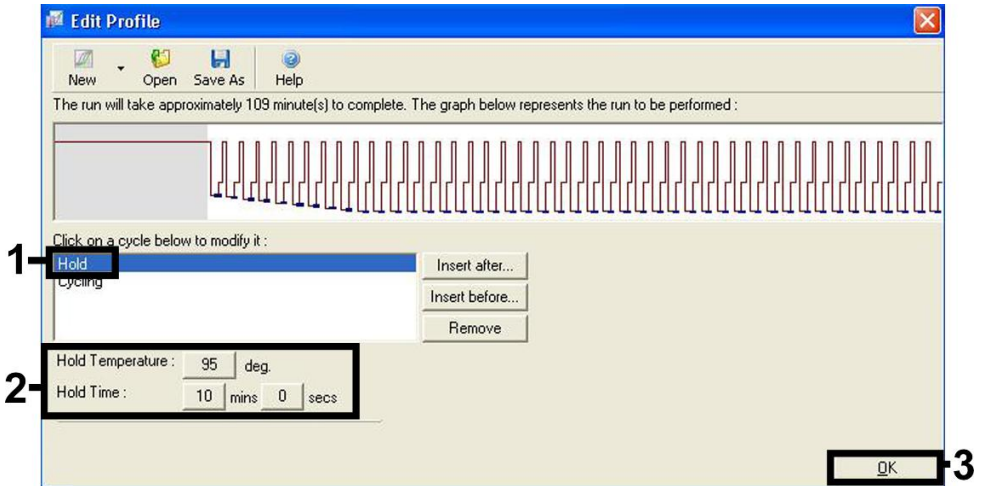 Edit Profile
New Open Save As Help
The run will take approximately 109 minute(s) to complete. The graph below represents the run to be performed :
Click on a cycle below to modify it :
1
Hold
Cycling
Insert after...
Insert before...
Remove
2
Hold Temperature : 95 deg.
Hold Time : 10 mins 0 secs
OK
3